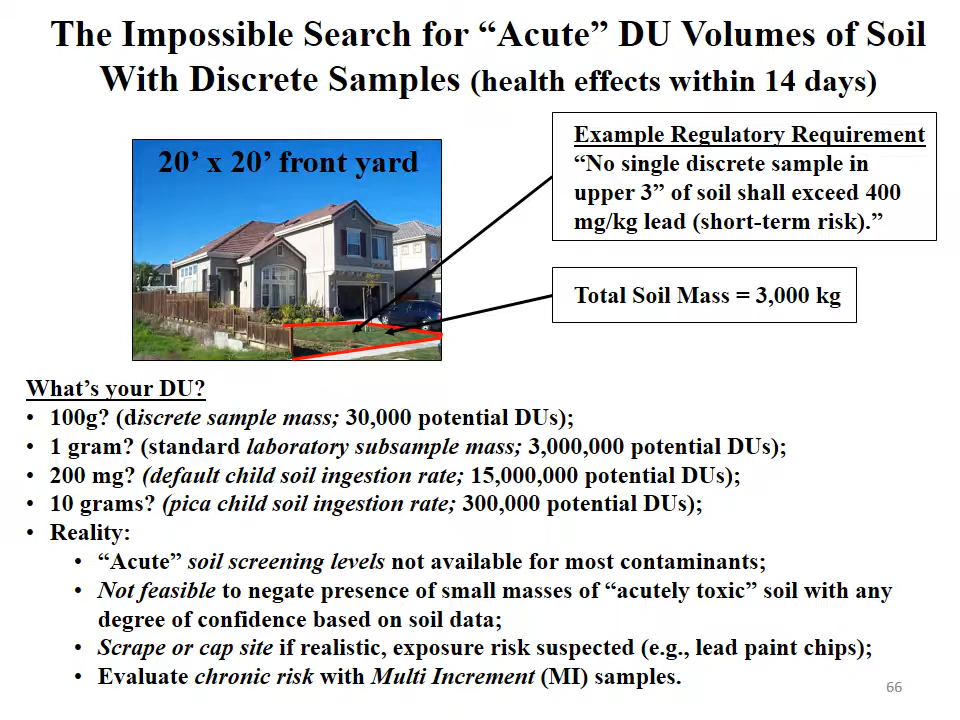 The Impossible Search for “Acute” DU Volumes of Soil
With Discrete Samples (health effects within 14 days)
20’ x 20’ front yard
Example Regulatory Requirement
“No single discrete sample in
upper 3” of soil shall exceed 400
mg/kg lead (short-term risk).”
Total Soil Mass = 3,000 kg
What’s your DU?
• 100g? (discrete sample mass; 30,000 potential DUs);
• 1 gram? (standard laboratory subsample mass; 3,000,000 potential DUs);
• 200 mg? (default child soil ingestion rate; 15,000,000 potential DUs);
• 10 grams? (pica child soil ingestion rate; 300,000 potential DUs);
• Reality:
• “Acute” soil screening levels not available for most contaminants;
• Not feasible to negate presence of small masses of “acutely toxic” soil with any
degree of confidence based on soil data;
• Scrape or cap site if realistic, exposure risk suspected (e.g., lead paint chips);
• Evaluate chronic risk with Multi Increment (MI) samples.
66